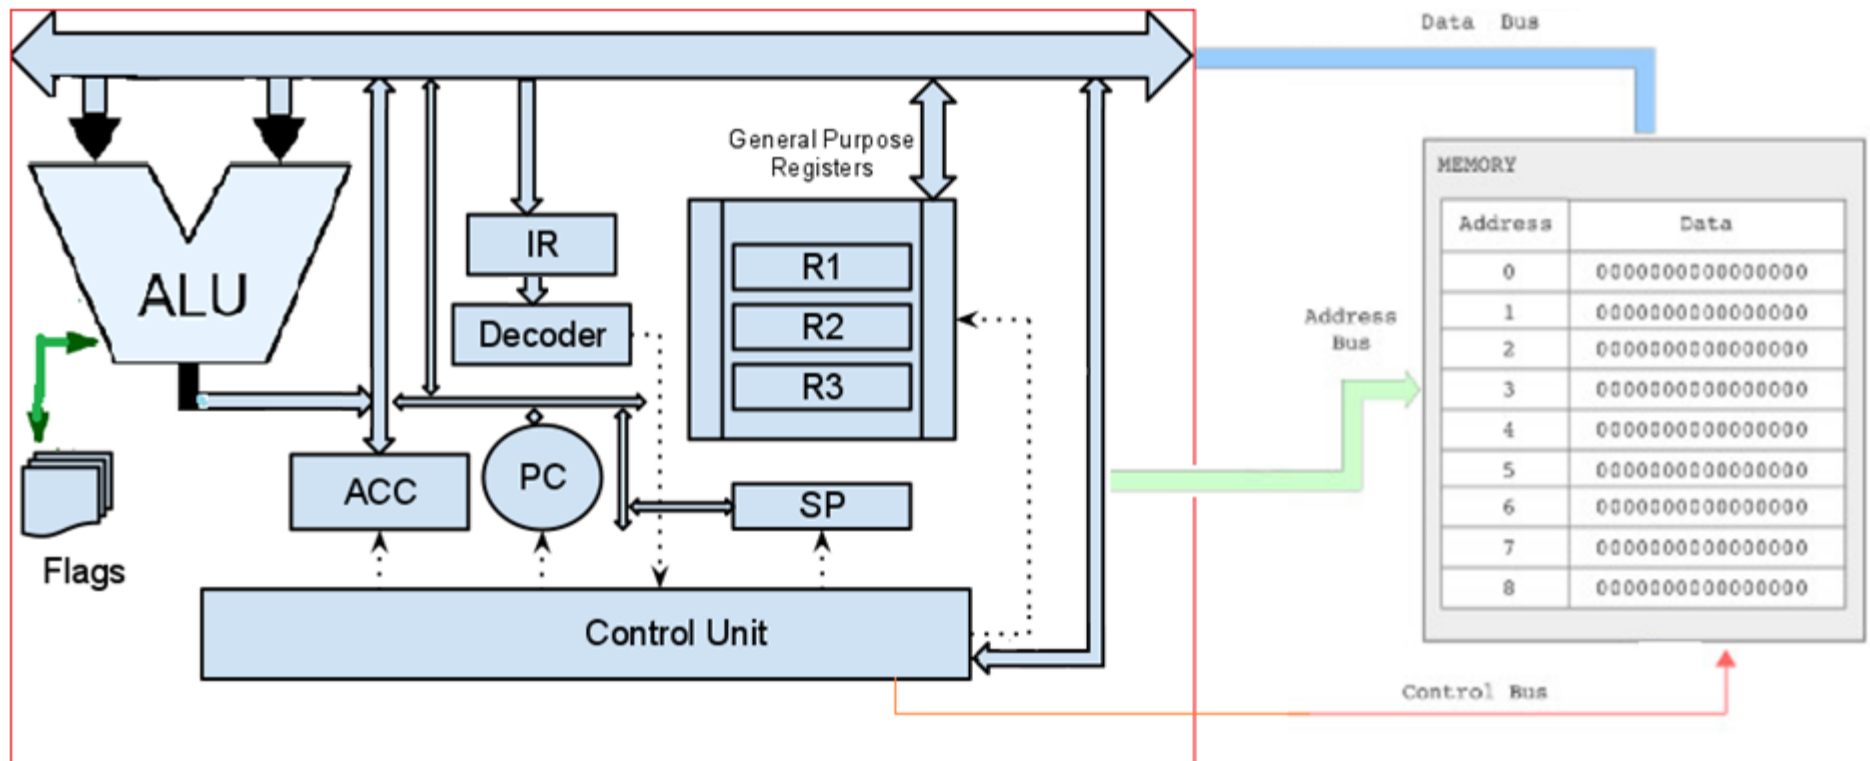 Data Bus
General Purpose
Registers
MEMORY
Address Data
0 0000000000000000
1 0000000000000000
2 0000000000000000
3 0000000000000000
4 0000000000000000
5 0000000000000000
6 0000000000000000
7 0000000000000000
8 0000000000000000
IR
R1
ALU
Decoder
R2
R3
Address
Bus
ACC
PC
SP
Flags
Control Unit
Control Bus